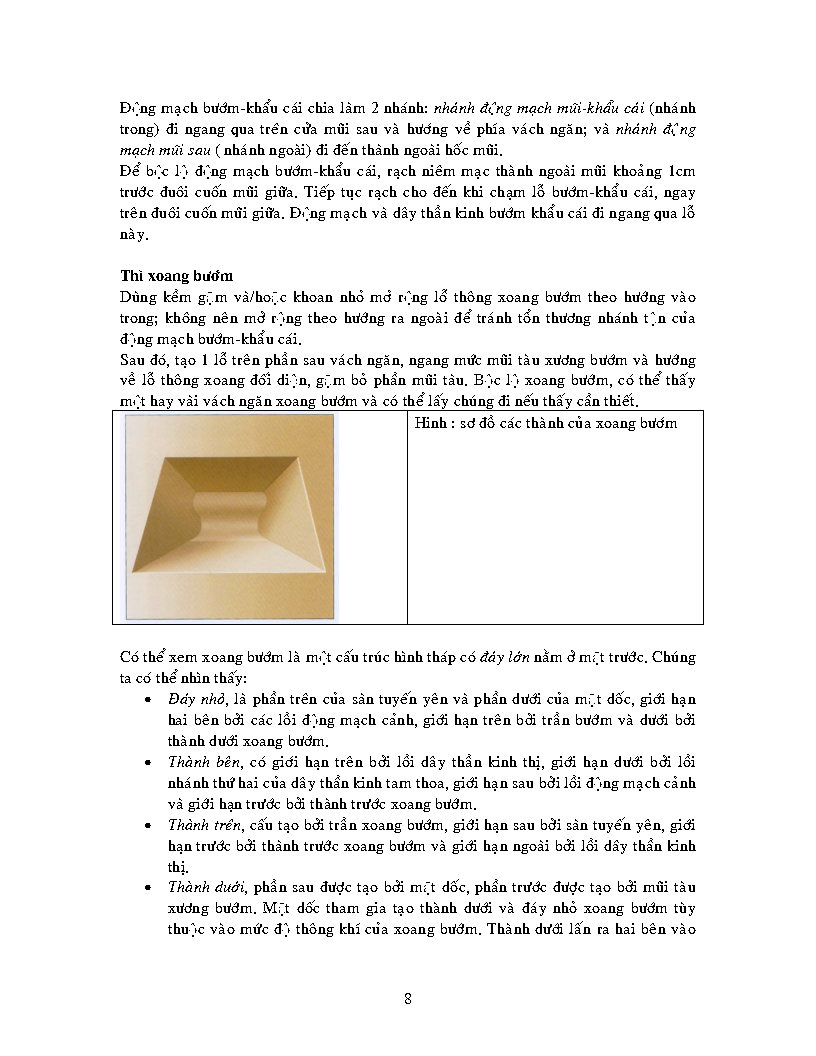 Động mạch bướm-khẩu cái chia làm 2 nhánh: nhánh động mạch mũi-khẩu cái (nhánh
trong) đi ngang qua trên cửa mũi sau và hướng về phía vách ngăn; và nhánh động
mạch mũi sau ( nhánh ngoài) đi đến thành ngoài hốc mũi.
Để bộc lộ động mạch bướm-khẩu cái, rạch niêm mạc thành ngoài mũi khoảng 1cm
trước đuôi cuốn mũi giữa. Tiếp tục rạch cho đến khi chạm lỗ bướm-khẩu cái, ngay
trên đuôi cuốn mũi giữa. Động mạch và dây thần kinh bướm khẩu cái đi ngang qua lỗ
này.
Thì xoang bướm
Dùng kềm gặm và/hoặc khoan nhỏ mở rộng lỗ thông xoang bướm theo hướng vào
trong; không nên mở rộng theo hướng ra ngoài để tránh tổn thương nhánh tận của
động mạch bướm-khẩu cái.
Sau đó, tạo 1 lỗ trên phần sau vách ngăn, ngang mức mũi tàu xương bướm và hướng
về lỗ thông xoang đối diện, gặm bỏ phần mũi tàu. Bộc lộ xoang bướm, có thể thấy
một hay vài vách ngăn xoang bướm và có thể lấy chúng đi nếu thấy cần thiết.
Hình : sơ đồ các thành của xoang bướm
Có thể xem xoang bướm là một cấu trúc hình tháp có đáy lớn nằm ở mặt trước. Chúng
ta có thể nhìn thấy:
• Đáy nhỏ, là phần trên của sàn tuyến yên và phần dưới của mặt dốc, giới hạn
hai bên bởi các lồi động mạch cảnh, giới hạn trên bởi trần bướm và dưới bởi
thành dưới xoang bướm.
• Thành bên, có giới hạn trên bởi lồi dây thần kinh thị, giới hạn dưới bởi lồi
nhánh thứ hai của dây thần kinh tam thoa, giới hạn sau bởi lồi động mạch cảnh
và giới hạn trước bởi thành trước xoang bướm.
• Thành trên, cấu tạo bởi trần xoang bướm, giới hạn sau bởi sàn tuyến yên, giới
hạn trước bởi thành trước xoang bướm và giới hạn ngoài bởi lồi dây thần kinh
thị.
• Thành dưới, phần sau được tạo bởi mặt dốc, phần trước được tạo bởi mũi tàu
xương bướm. Mặt dốc tham gia tạo thành dưới và đáy nhỏ xoang bướm tùy
thuộc vào mức độ thông khí của xoang bướm. Thành dưới lấn ra hai bên vào
8